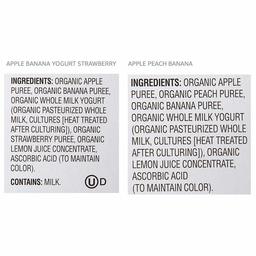 APPLE BANANA YOGURT STRAWBERRY
INGREDIENTS: ORGANIC APPLE
PUREE, ORGANIC BANANA PUREE,
ORGANIC WHOLE MILK YOGURT
(ORGANIC PASTEURIZED WHOLE
MILK, CULTURES [HEAT TREATED
AFTER CULTURING]), ORGANIC
STRAWBERRY PUREE, ORGANIC
LEMON JUICE CONCENTRATE,
ASCORBIC ACID (TO MAINTAIN
COLOR).
CONTAINS: MILK.
U D
APPLE PEACH BANANA
INGREDIENTS: ORGANIC APPLE
PUREE, ORGANIC PEACH PUREE,
ORGANIC BANANA PUREE,
ORGANIC WHOLE MILK YOGURT
(ORGANIC PASTEURIZED WHOLE
MILK, CULTURES [HEAT TREATED
AFTER CULTURING]), ORGANIC
LEMON JUICE CONCENTRATE,
ASCORBIC ACID
(TO MAINTAIN COLOR).